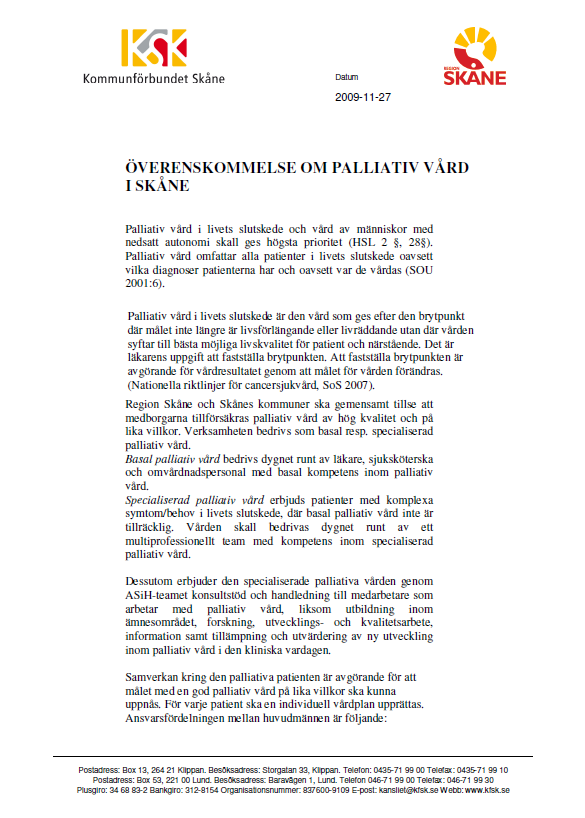 KSK
Kommunförbundet Skåne
Datum
2009-11-27
REGION
SKÅNE
ÖVERENSKOMMELSE OM PALLIATIV VÅRD
I SKÅNE
Palliativ vård i livets slutskede och vård av människor med
nedsatt autonomi skall ges högsta prioritet (HSL 2 §, 28§).
Palliativ vård omfattar alla patienter i livets slutskede oavsett
vilka diagnoser patienterna har och oavsett var de vårdas (SOU
2001:6).
Palliativ vård i livets slutskede är den vård som ges efter den brytpunkt
där målet inte längre är livsförlängande eller livräddande utan där vården
syftar till bästa möjliga livskvalitet för patient och närstående. Det är
läkarens uppgift att fastställa brytpunkten. Att fastställa brytpunkten är
avgörande för vårdresultatet genom att målet för vården förändras.
(Nationella riktlinjer för cancersjukvård, SoS 2007).
Region Skåne och Skånes kommuner ska gemensamt tillse att
medborgarna tillförsäkras palliativ vård av hög kvalitet och på
lika villkor. Verksamheten bedrivs som basal resp. specialiserad
palliativ vård.
Basal palliativ vård bedrivs dygnet runt av läkare, sjuksköterska
och omvårdnadspersonal med basal kompetens inom palliativ
vård.
Specialiserad palliativ vård erbjuds patienter med komplexa
symtom/behov i livets slutskede, där basal palliativ vård inte är
tillräcklig. Vården skall bedrivas dygnet runt av ett
multiprofessionellt team med kompetens inom specialiserad
palliativ vård.
Dessutom erbjuder den specialiserade palliativa vården genom
ASiH-teamet konsultstöd och handledning till medarbetare som
arbetar med palliativ vård, liksom utbildning inom
ämnesområdet, forskning, utvecklings- och kvalitetsarbete,
information samt tillämpning och utvärdering av ny utveckling
inom palliativ vård i den kliniska vardagen.
Samverkan kring den palliativa patienten är avgörande för att
målet med en god palliativ vård på lika villkor ska kunna
uppnås. För varje patient ska en individuell vårdplan upprättas.
Ansvarsfördelningen mellan huvudmännen är följande:
Postadress: Box 13, 264 21 Klippan. Besöksadress: Storgatan 33, Klippan. Telefon: 0435-71 99 00 Telefax: 0435-71 99 10
Postadress: Box 53, 221 00 Lund. Besöksadress: Baravägen 1, Lund. Telefon 046-71 99 00 Telefax: 046-71 99 30
Plusgiro: 34 68 83-2 Bankgiro: 312-8154 Organisationsnummer: 837600-9109 E-post: kansliet@kfsk.se Webb: www.kfsk.se